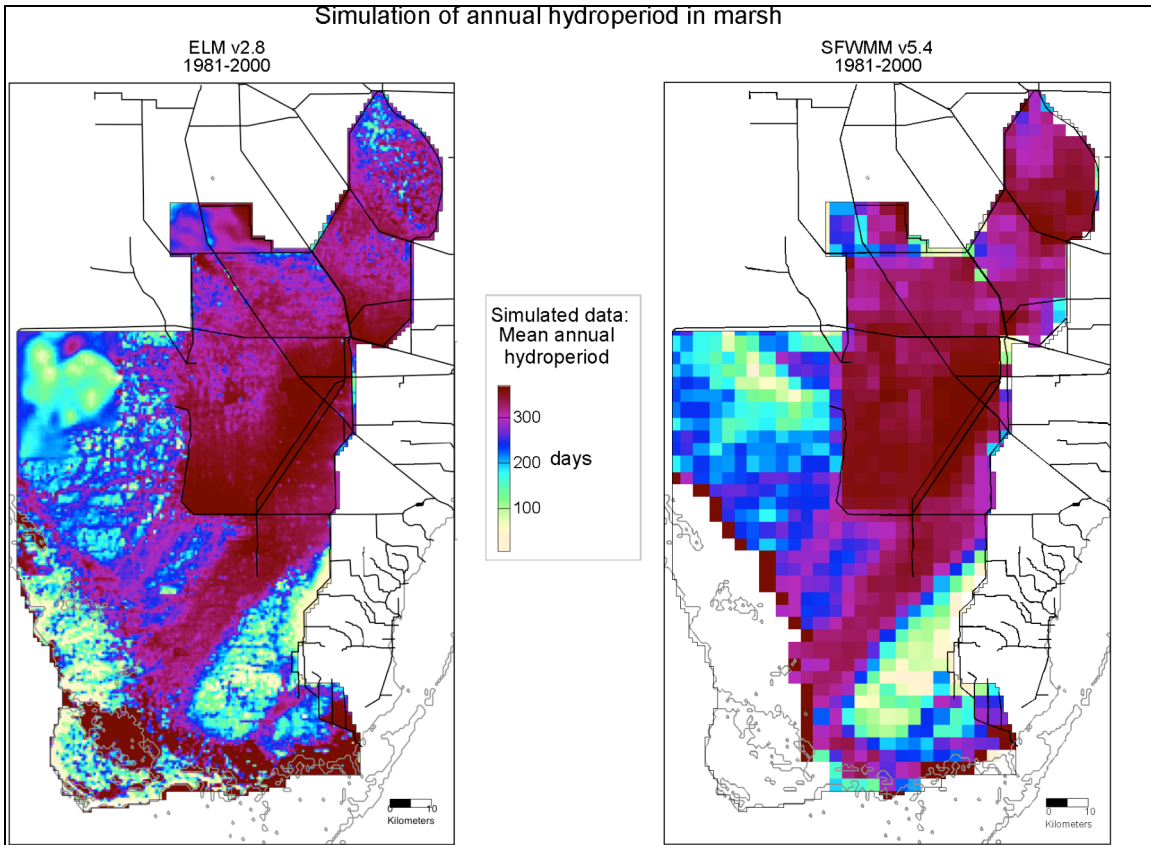 Simulation of annual hydroperiod in marsh
ELM v2.8
1981-2000
SFWMM v5.4
1981-2000
Simulated data:
Mean annual
hydroperiod
300
200
days
100
0 10
Kilometers
0 10
Kilometers